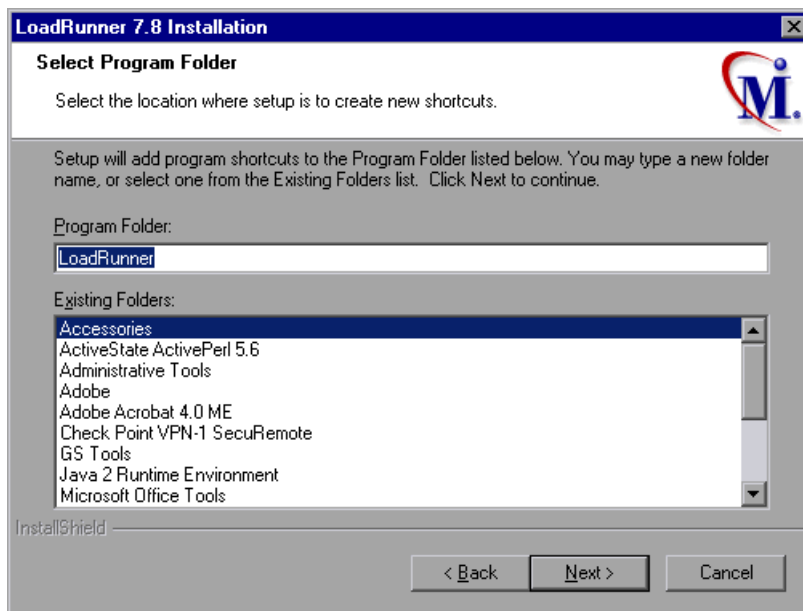 LoadRunner 7.8 Installation
Select Program Folder
Select the location where setup is to create new shortcuts.
M.
Setup will add program shortcuts to the Program Folder listed below. You may type a new folder
name, or select one from the Existing Folders list. Click Next to continue.
Program Folder:
LoadRunner
Existing Folders:
Accessories
ActiveState ActivePerl 5.6
Administrative Tools
Adobe
Adobe Acrobat 4.0 ME
Check Point VPN-1 SecuRemote
GS Tools
Java 2 Runtime Environment
Microsoft Office Tools
InstallShield
< Back Next > Cancel